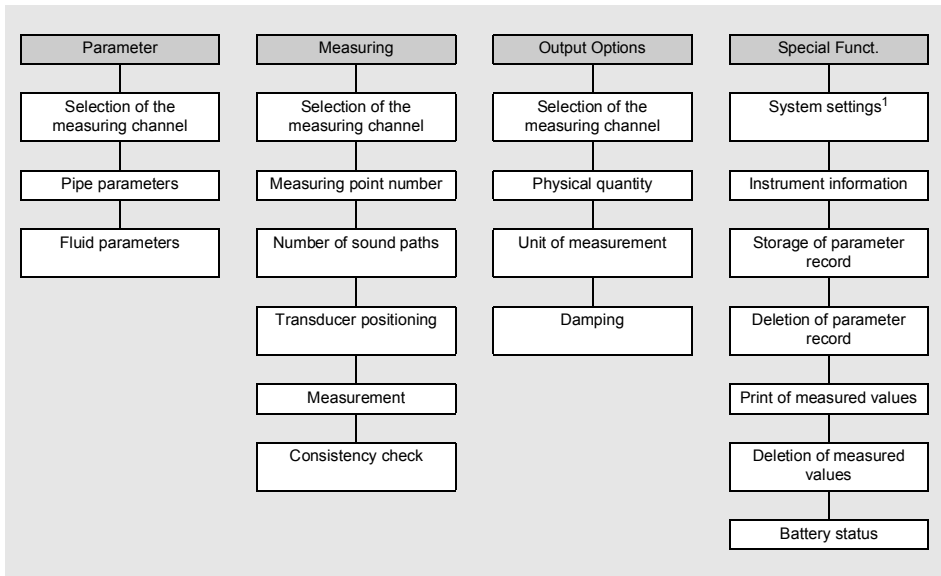 Parameter
Selection of the
measuring channel
Pipe parameters
Fluid parameters
Measuring
Selection of the
measuring channel
Measuring point number
Number of sound paths
Transducer positioning
Measurement
Consistency check
Output Options
Selection of the
measuring channel
Physical quantity
Unit of measurement
Damping
Special Funct.
System settings1
Instrument information
Storage of parameter
record
Deletion of parameter
record
Print of measured values
Deletion of measured
values
Battery status